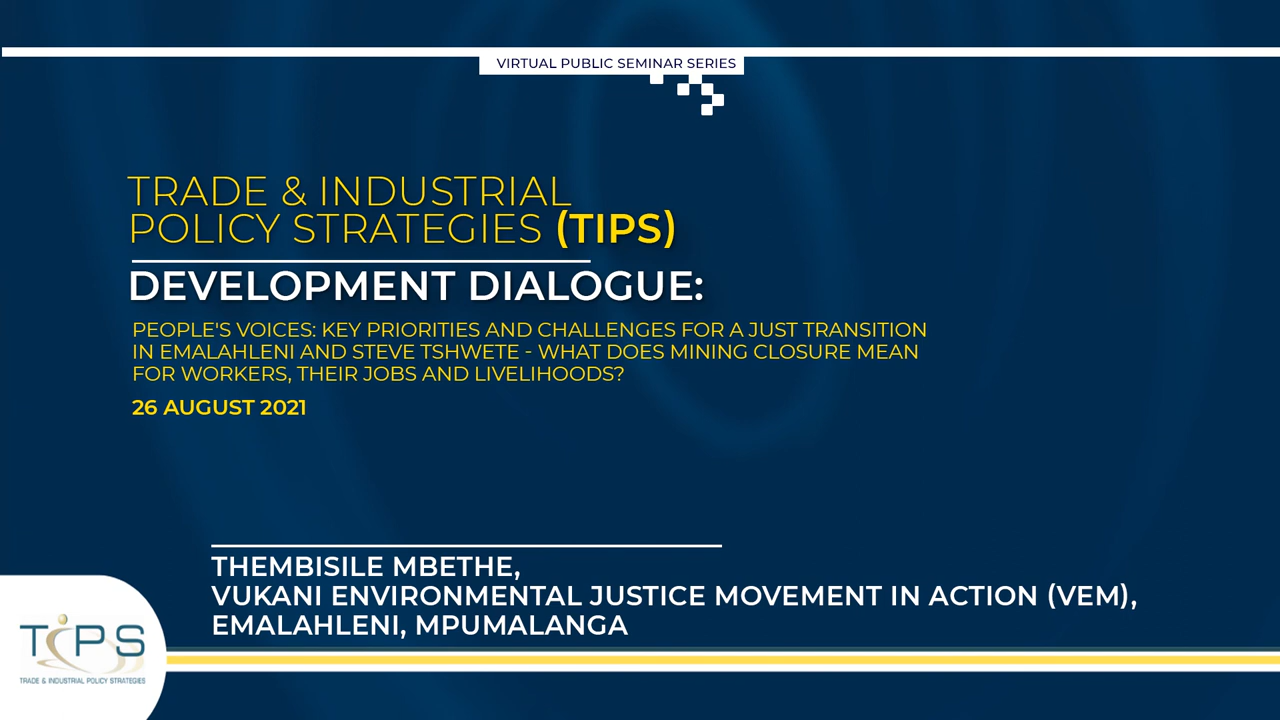 VIRTUAL PUBLIC SEMINAR SERIES
TRADE & INDUSTRIAL
POLICY STRATEGIES (TIPS)
DEVELOPMENT DIALOGUE:
PEOPLE'S VOICES: KEY PRIORITIES AND CHALLENGES FOR A JUST TRANSITION
IN EMALAHLENI AND STEVE TSHWETE - WHAT DOES MINING CLOSURE MEAN
FOR WORKERS, THEIR JOBS AND LIVELIHOODS?
26 AUGUST 2021
THEMBISILE MBETHE,
VUKANI ENVIRONMENTAL JUSTICE MOVEMENT IN ACTION (VEM),
EMALAHLENI, MPUMALANGA
TiPS
TRADE & INDUSTRIAL POLICY STRATEGIES